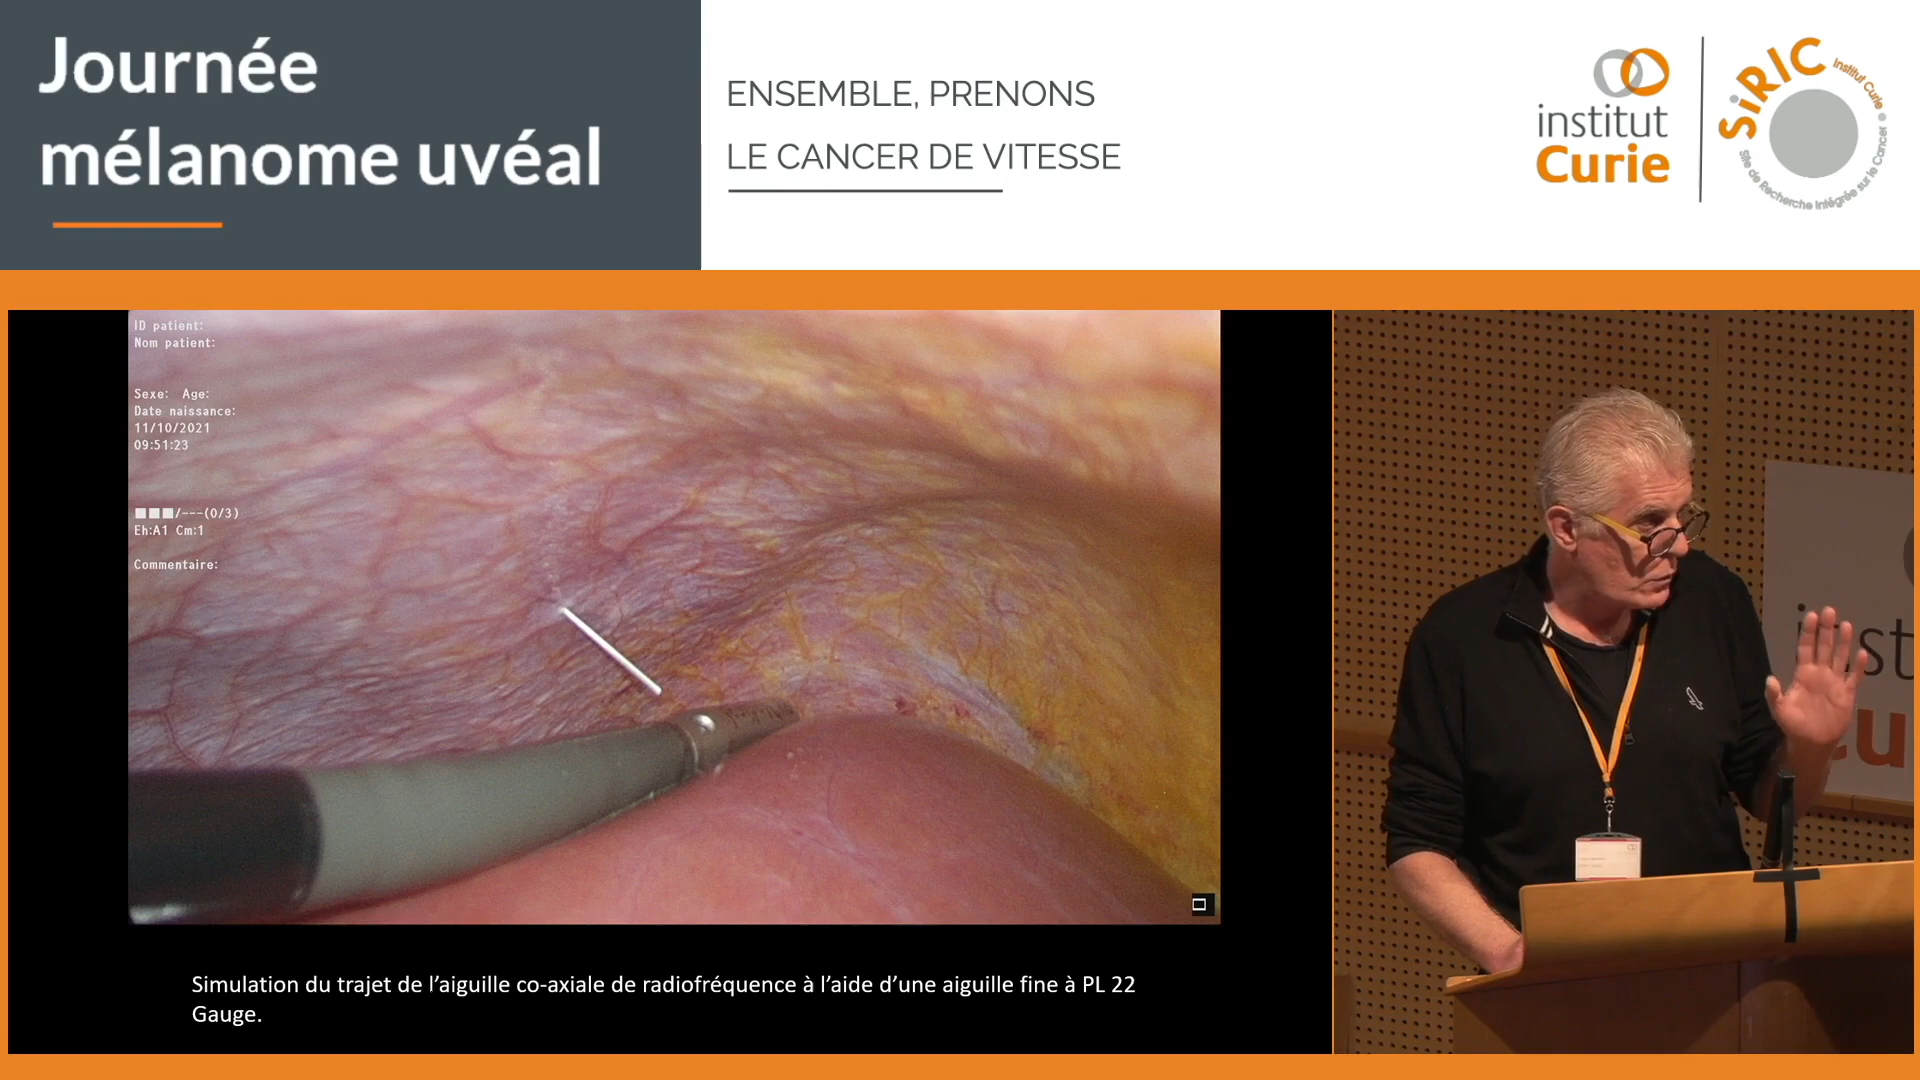 Journée
mélanome uvéal
ENSEMBLE, PRENONS
LE CANCER DE VITESSE
institut
Curie
SiRIC Institut Curie
Site de Recherche Intégrée sur le Cancer
ID patient:
Nom patient:
Sexe: Age:
Date naissance:
11/10/2021
09:51:23
/---(0/3)
Eh:A1 Cm:1
Commentaire:
Simulation du trajet de l’aiguille co-axiale de radiofréquence à l’aide d’une aiguille fine à PL 22
Gauge.